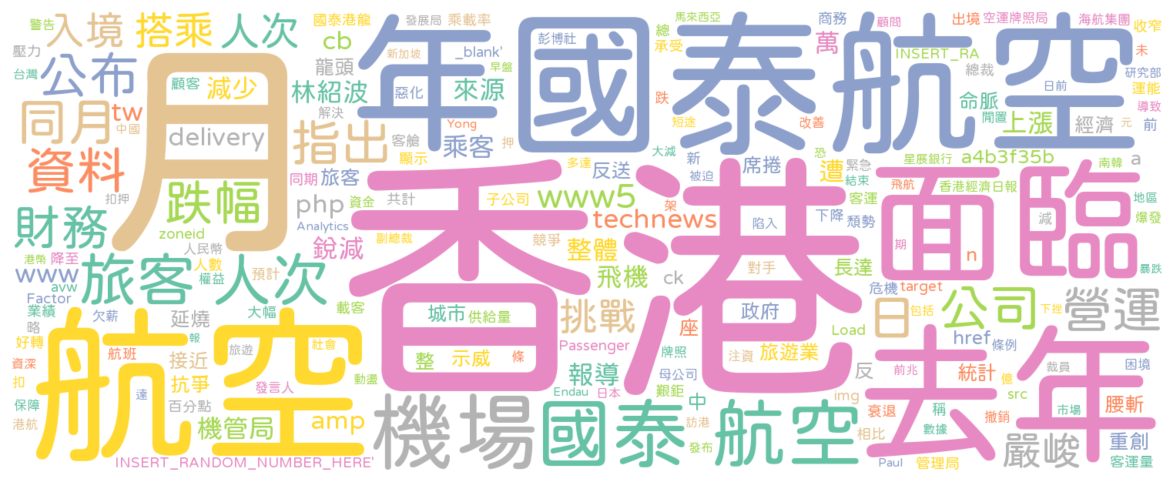 警告 國泰港龍 發展局 乘載率 馬來西亞 商務 顧問 出境 空運牌照局 海航集團 收窄
入境 搭乘 人次 年 國泰航空
壓力 cb 新加坡 _blank' 彭博社 總 承受 萬 INSERT_RA 總裁 未
台灣 公布 龍頭 惡化 早盤 日前 研究部
顧客 減少 林紹波 來源 跌 命脈 閒置 運能
同月 tw 解決 短途 改善 上漲 經濟 導致 前
中國 月 delivery 指出 客艙 Yong 押 元
資料 顯示 乘客 多達 大減 恐 新 遭 緊急 星展銀行 a4b3f35b a 南韓
同期 旅客 反送 被迫 席捲 結束 飛航 香港經濟日報 地區
扣押 跌幅 共計 資金 子公司 www5 架 客運 減 爆發
財務 zoneid php Analytics 香港 technews 陷入 下降 頹勢 面臨
人民幣 副總裁 競爭 整體 期 n
港幣 降至 銳減 飛機 ck 對手 長達 暴跌
www avw 人數 權益 預計 旅客人次 危機 target
Factor 載客 城市 供給量 挑戰 政府 座 Load 包括 公司 下挫 營運
業績 欠薪 延燒 大幅 日
略 報 條 Passenger 牌照 href 條例 困境
好轉 航班 旅遊 社會 整 示威 注資 旅遊業 反 前兆 裁員
資深 接近 報導 母公司 統計 億
扣 抗爭 發言人 動盪 艱鉅 中 img src 腰斬
保障 達 百分點 Endau 日本 訪港 衰退 稱 撤銷 市場
港航 航空 機管局 amp 機場 國泰航空 發布 相比 數據 去年 重創
INSERT_RANDOM_NUMBER_HERE' Paul 管理局 嚴峻 客運量